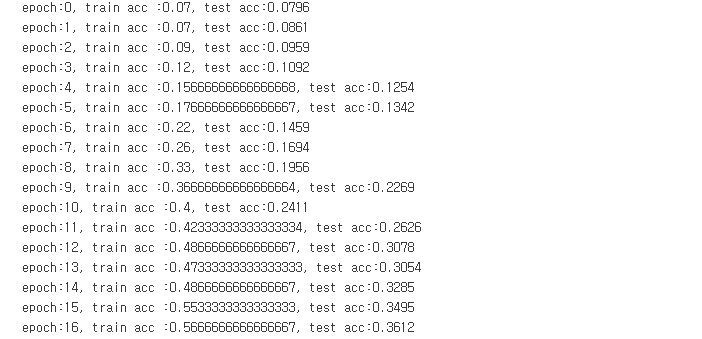 epoch:0, train acc :0.07, test acc:0.0796
epoch:1, train acc :0.07, test acc:0.0861
epoch:2, train acc :0.09, test acc:0.0959
epoch:3, train acc :0.12, test acc:0.1092
epoch:4, train acc :0.15666666666666668, test acc:0.1254
epoch:5, train acc :0.17666666666666667, test acc:0.1342
epoch:6, train acc :0.22, test acc:0.1459
epoch:7, train acc :0.26, test acc:0.1694
epoch:8, train acc :0.33, test acc:0.1956
epoch:9, train acc :0.36666666666666664, test acc:0.2269
epoch:10, train acc :0.4, test acc:0.2411
epoch:11, train acc :0.42333333333333334, test acc:0.2626
epoch:12, train acc :0.4866666666666667, test acc:0.3078
epoch:13, train acc :0.47333333333333333, test acc:0.3054
epoch:14, train acc :0.4866666666666667, test acc:0.3285
epoch:15, train acc :0.5533333333333333, test acc:0.3495
epoch:16, train acc :0.5666666666666667, test acc:0.3612